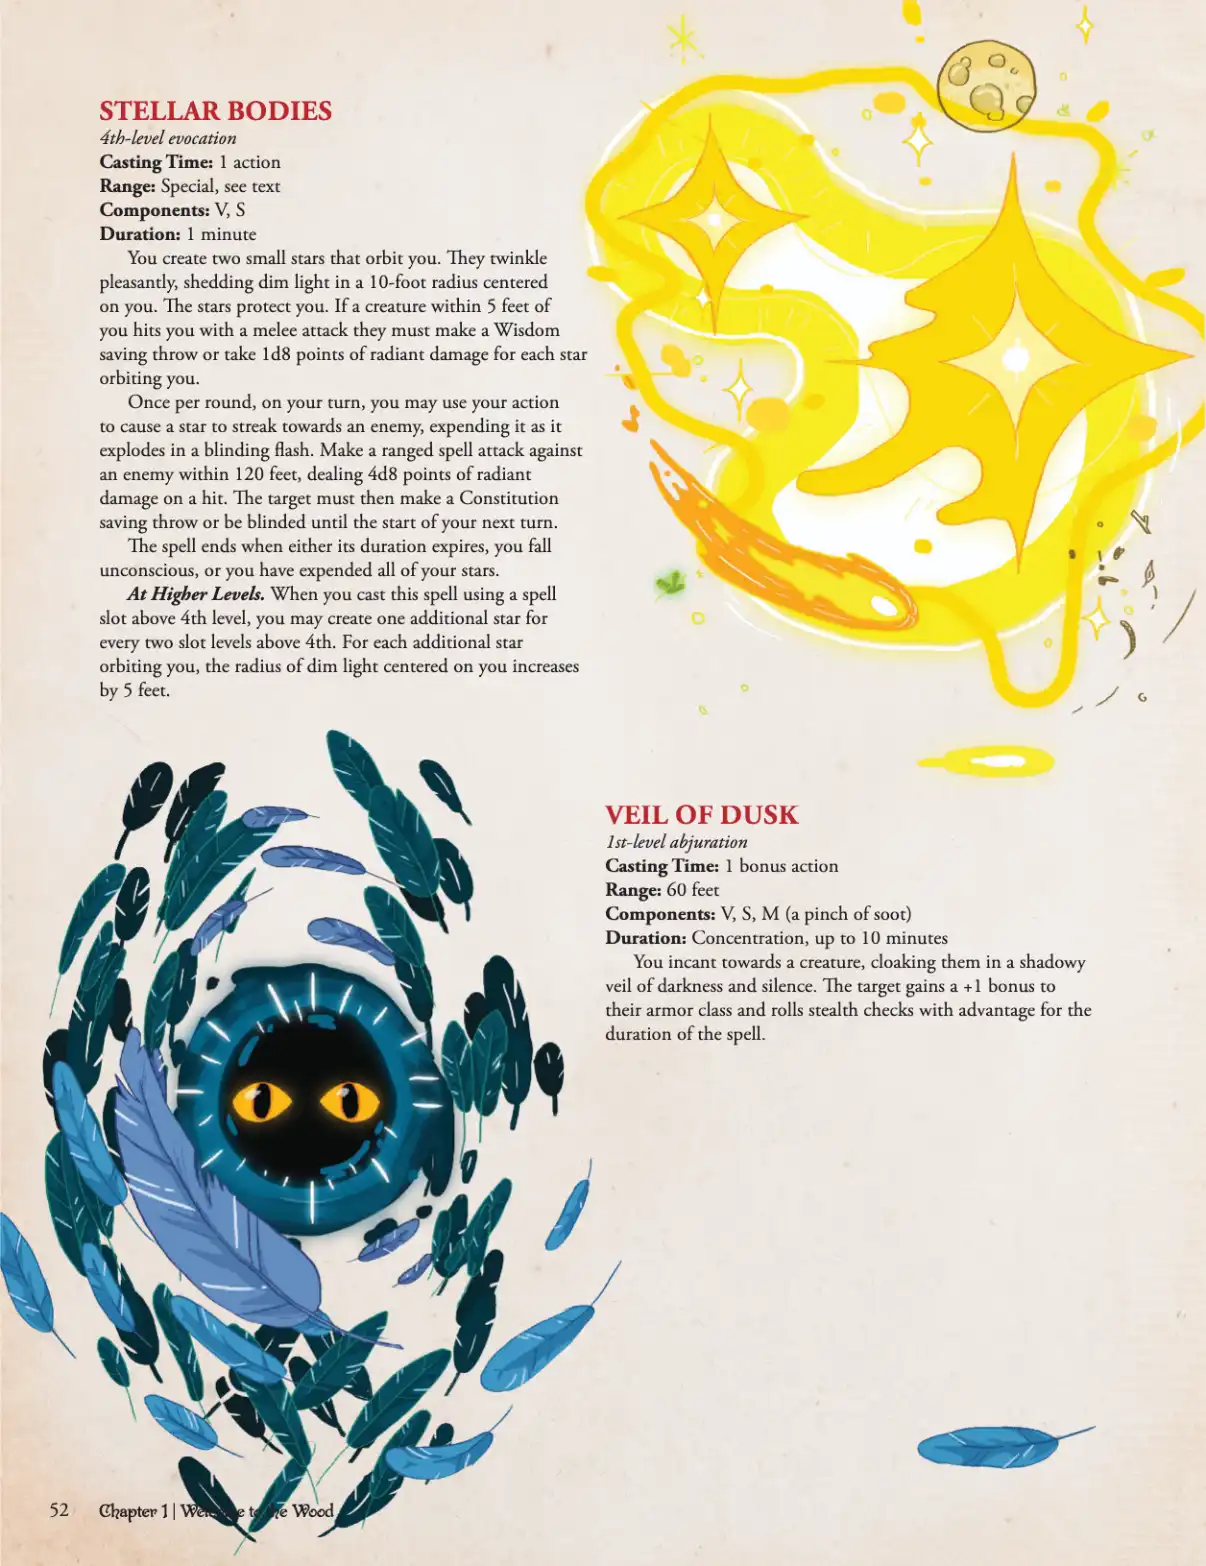 STELLAR BODIES
4th-level evocation
Casting Time: 1 action
Range: Special, see text
Components: V, S
Duration: 1 minute
You create two small stars that orbit you. They twinkle
pleasantly, shedding dim light in a 10-foot radius centered
on you. The stars protect you. If a creature within 5 feet of
you hits you with a melee attack they must make a Wisdom
saving throw or take 1d8 points of radiant damage for each star
orbiting you.
Once per round, on your turn, you may use your action
to cause a star to streak towards an enemy, expending it as it
explodes in a blinding flash. Make a ranged spell attack against
an enemy within 120 feet, dealing 4d8 points of radiant
damage on a hit. The target must then make a Constitution
saving throw or be blinded until the start of your next turn.
The spell ends when either its duration expires, you fall
unconscious, or you have expended all of your stars.
At Higher Levels. When you cast this spell using a spell
slot above 4th level, you may create one additional star for
every two slot levels above 4th. For each additional star
orbiting you, the radius of dim light centered on you increases
by 5 feet.
VEIL OF DUSK
1st-level abjuration
Casting Time: 1 bonus action
Range: 60 feet
Components: V, S, M (a pinch of soot)
Duration: Concentration, up to 10 minutes
You incant towards a creature, cloaking them in a shadowy
veil of darkness and silence. The target gains a +1 bonus to
their armor class and rolls stealth checks with advantage for the
duration of the spell.
52 Chapter 1 | Welcome to the Wood